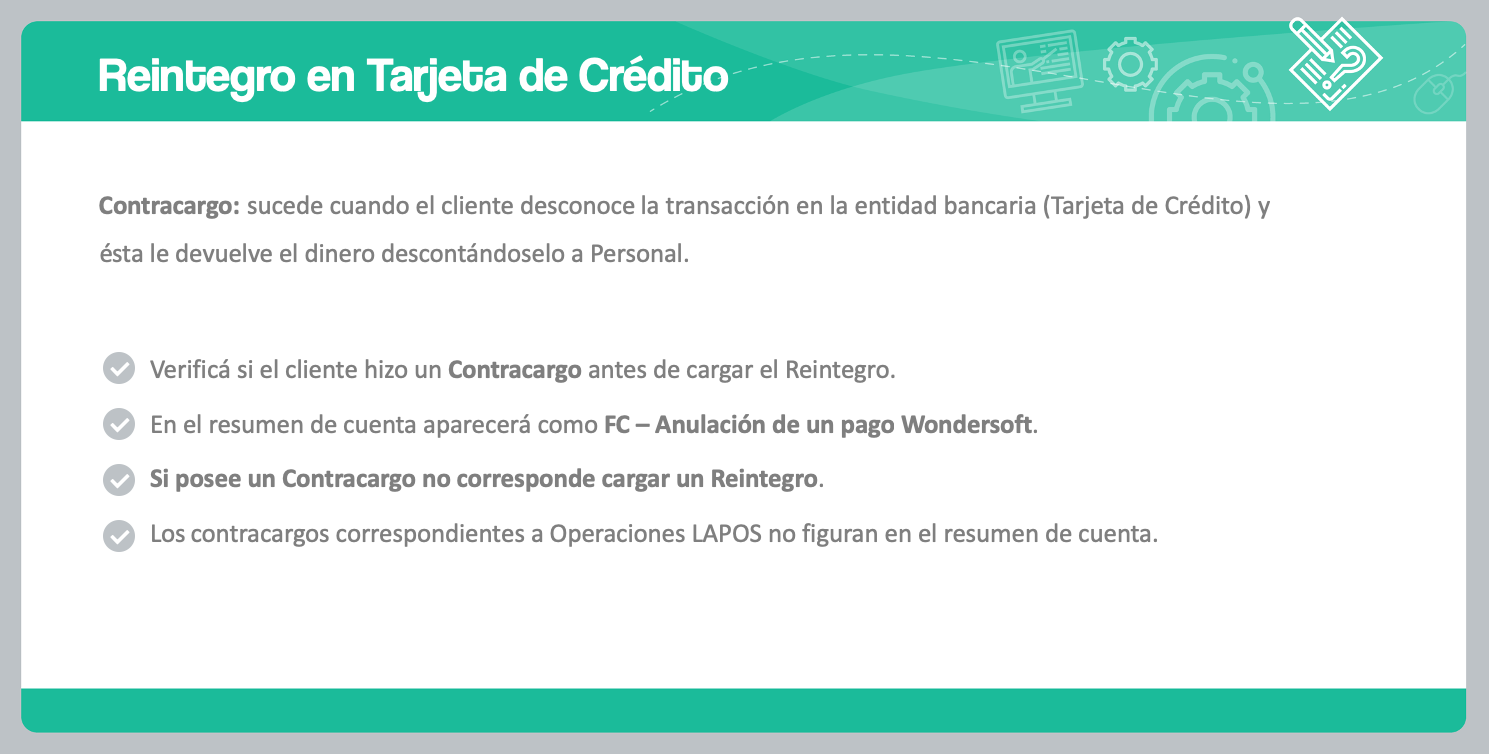 Reintegro en Tarjeta de Crédito
Contracargo: sucede cuando el cliente desconoce la transacción en la entidad bancaria (Tarjeta de Crédito) y
ésta le devuelve el dinero descontándoselo a Personal.
Verificá si el cliente hizo un Contracargo antes de cargar el Reintegro.
En el resumen de cuenta aparecerá como FC – Anulación de un pago Wondersoft.
Si posee un Contracargo no corresponde cargar un Reintegro.
Los contracargos correspondientes a Operaciones LAPOS no figuran en el resumen de cuenta.